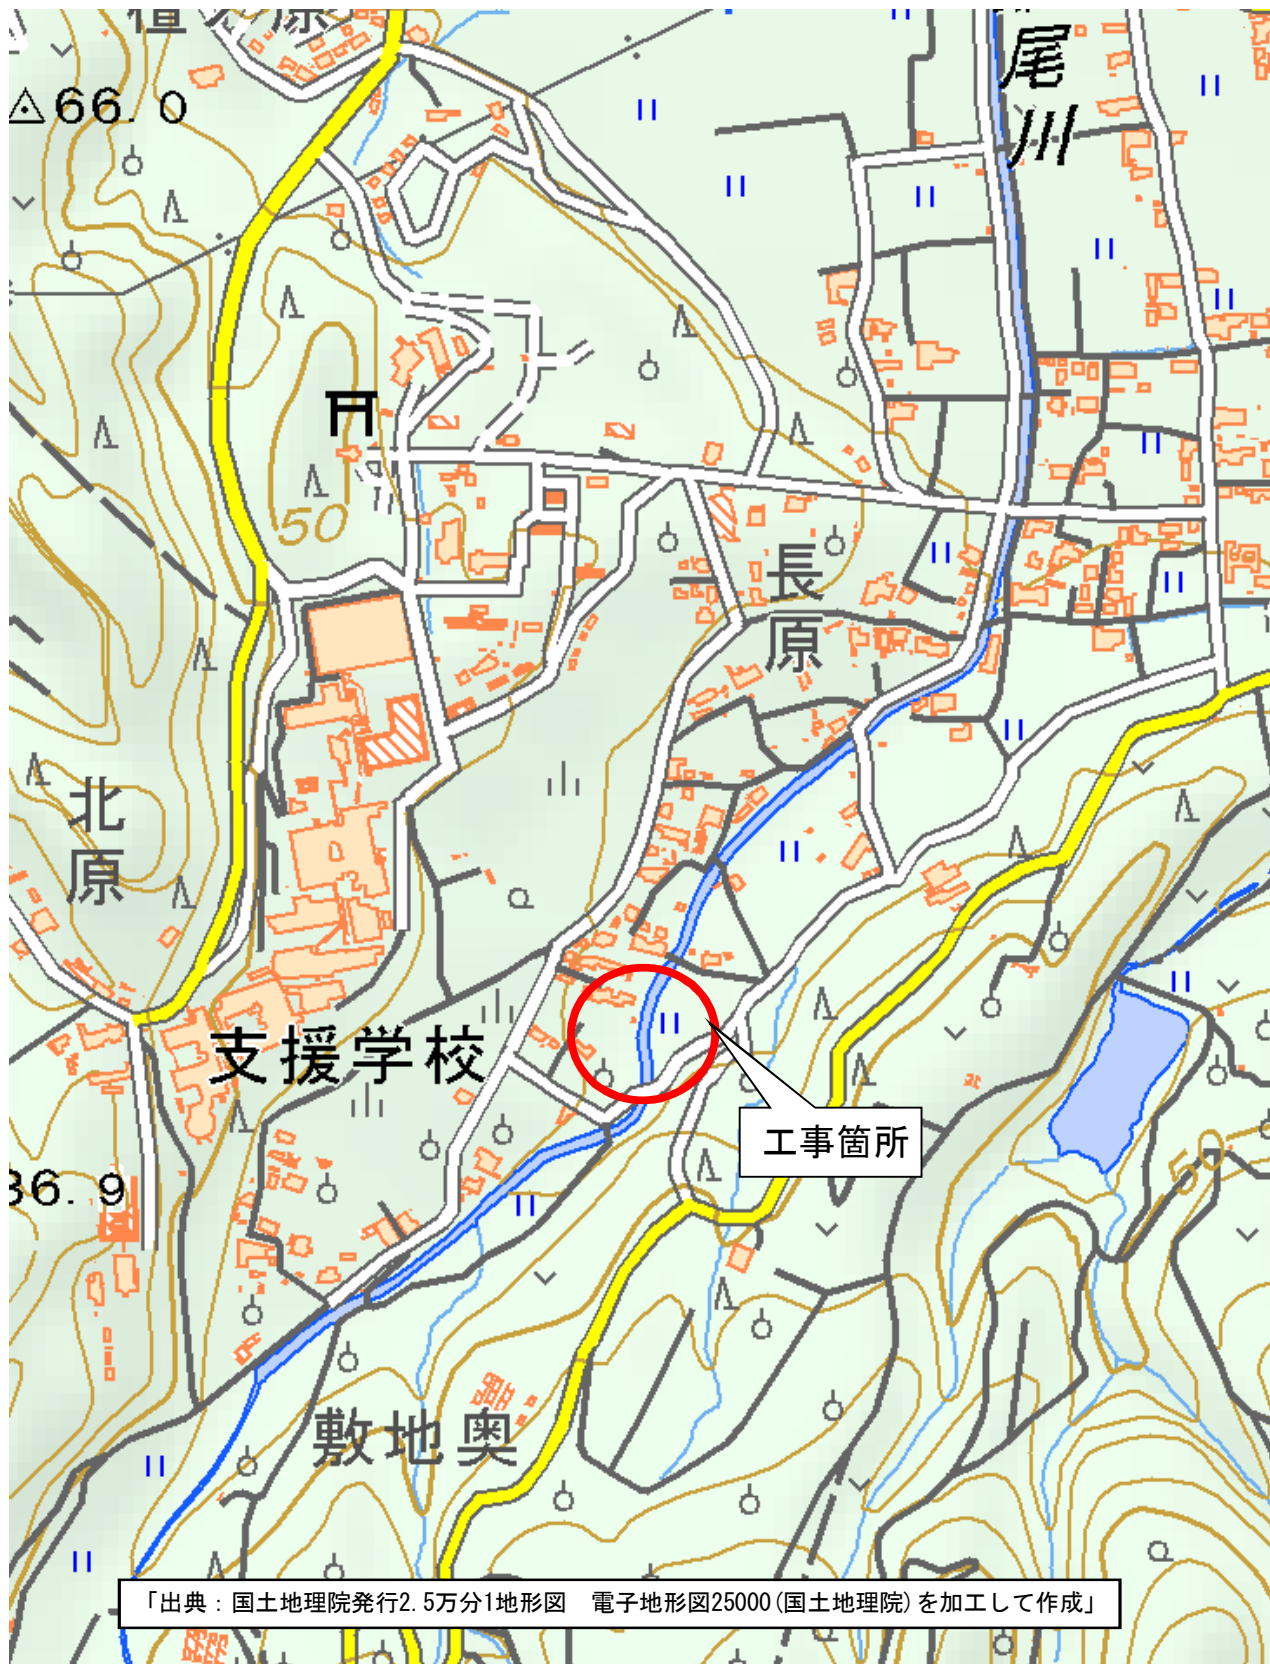 尾川
66.0
50
長原
北原
支援学校
工事箇所
36.9
50
敷地奥
「出典：国土地理院発行2.5万分1地形図　電子地形図25000(国土地理院)を加工して作成」